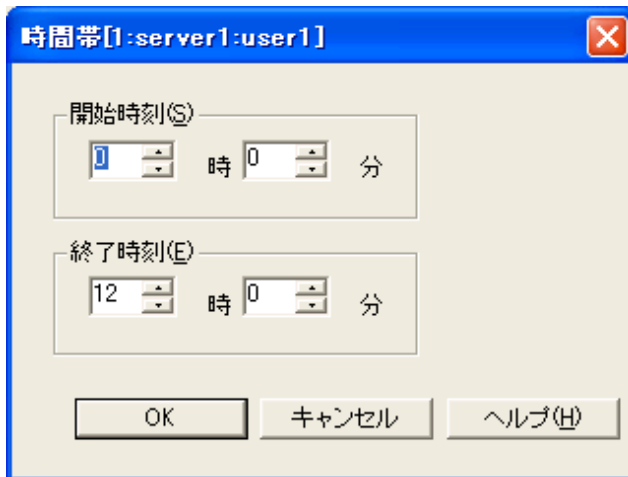 時間帯[1:server1:user1]
開始時刻(S)
0 時 0 分
終了時刻(E)
12 時 0 分
OK キャンセル ヘルプ(H)